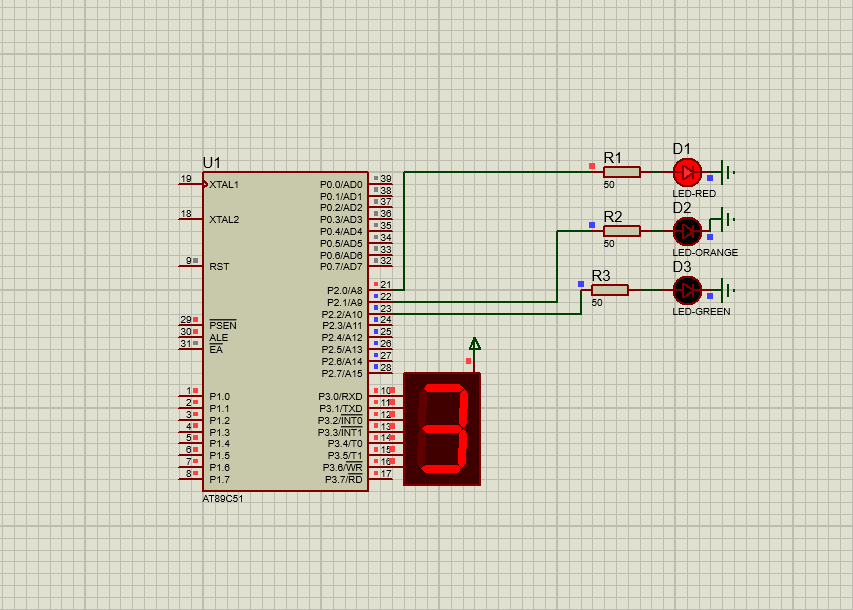 U1
19 XTAL1
18 XTAL2
9 RST
29 PSEN
30 ALE
31 EA
1 P1.0
2 P1.1
3 P1.2
4 P1.3
5 P1.4
6 P1.5
7 P1.6
8 P1.7
P0.0/AD0 39
P0.1/AD1 38
P0.2/AD2 37
P0.3/AD3 36
P0.4/AD4 35
P0.5/AD5 34
P0.6/AD6 33
P0.7/AD7 32
P2.0/A8 21
P2.1/A9 22
P2.2/A10 23
P2.3/A11 24
P2.4/A12 25
P2.5/A13 26
P2.6/A14 27
P2.7/A15 28
P3.0/RXD 10
P3.1/TXD 11
P3.2/INT0 12
P3.3/INT1 13
P3.4/T0 14
P3.5/T1 15
P3.6/WR 16
P3.7/RD 17
AT89C51
3
R1
50
D1
LED-RED
R2
50
D2
LED-ORANGE
R3
50
D3
LED-GREEN